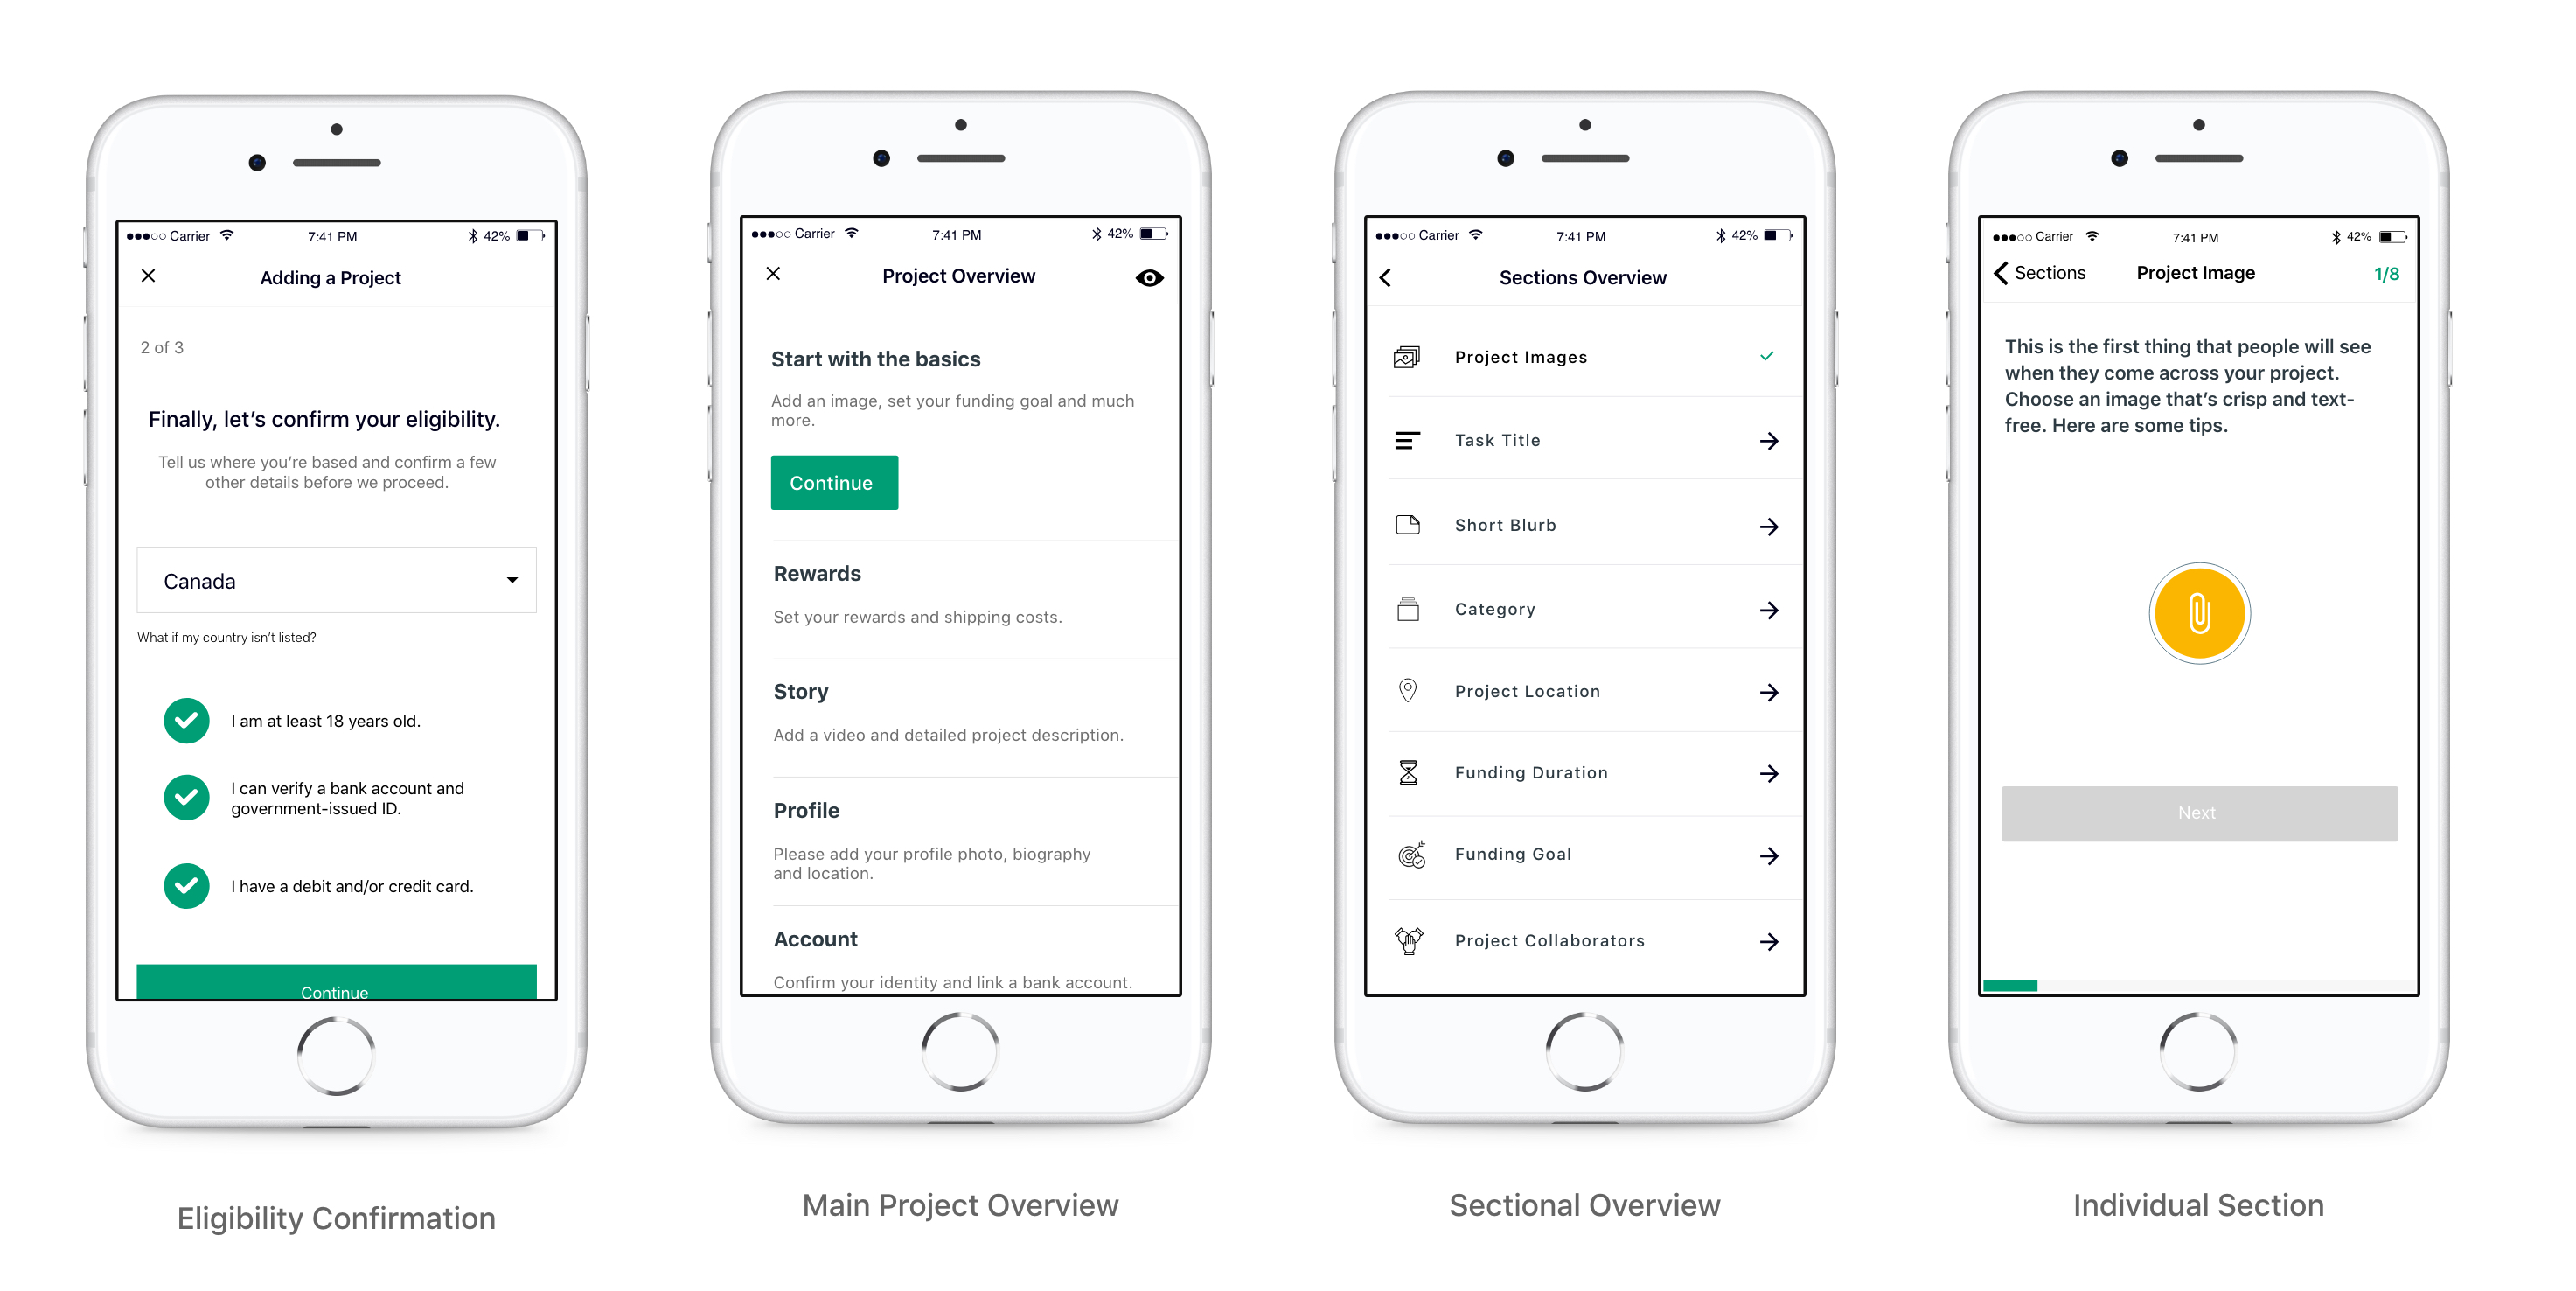 Carrier
7:41 PM
42%
Adding a Project
2 of 3
Finally, let’s confirm your eligibility.
Tell us where you’re based and confirm a few
other details before we proceed.
Canada
What if my country isn’t listed?
I am at least 18 years old.
I can verify a bank account and
government-issued ID.
I have a debit and/or credit card.
Continue
Eligibility Confirmation
Carrier
7:41 PM
42%
Project Overview
Start with the basics
Add an image, set your funding goal and much
more.
Continue
Rewards
Set your rewards and shipping costs.
Story
Add a video and detailed project description.
Profile
Please add your profile photo, biography
and location.
Account
Confirm your identity and link a bank account.
Main Project Overview
Carrier
7:41 PM
42%
Sections Overview
Project Images
Task Title
Short Blurb
Category
Project Location
Funding Duration
Funding Goal
Project Collaborators
Sectional Overview
Carrier
7:41 PM
42%
Sections
Project Image
1/8
This is the first thing that people will see
when they come across your project.
Choose an image that’s crisp and text-
free. Here are some tips.
Next
Individual Section